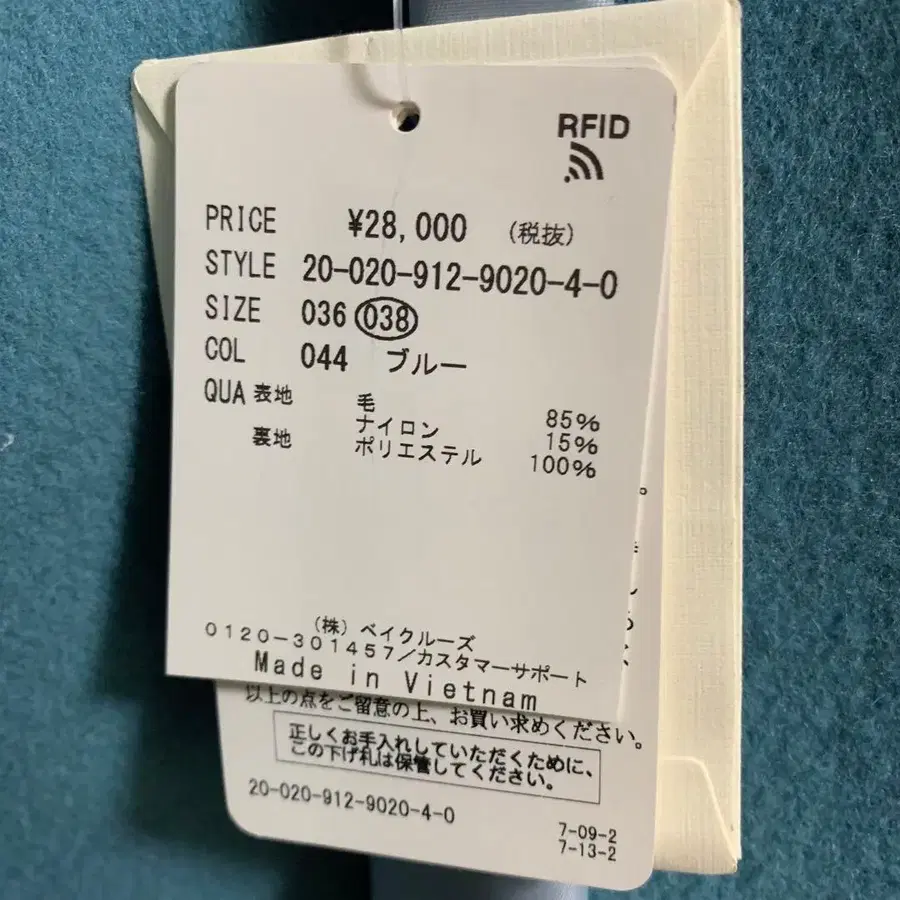 RFID
PRICE ¥28,000 (税抜)
STYLE 20-020-912-9020-4-0
SIZE 036 038
COL 044 ブルー
QUA 表地 毛 85%
ナイロン 15%
裏地 ポリエステル 100%
(株) ベイクルーズ
0120-301457/カスタマーサポート
Made in Vietnam
以上の点をご留意の上、お買い求めください。
正しくお手入れしていただくために、
この下げ札は保管してください。
20-020-912-9020-4-0
7-09-2
7-13-2